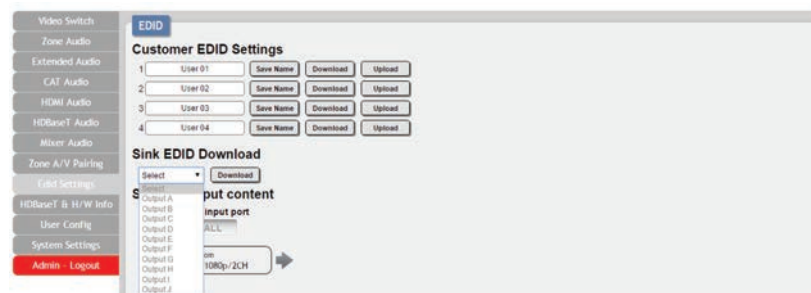 Video Switch
Zone Audio
Extended Audio
CAT Audio
HDMI Audio
HDBaseT Audio
Mixer Audio
Zone A/V Pairing
Edid Settings
HDBaseT & H/W Info
User Config
System Settings
Admin - Logout
EDID
Customer EDID Settings
1 User 01 Save Name Download Upload
2 User 02 Save Name Download Upload
3 User 03 Save Name Download Upload
4 User 04 Save Name Download Upload
Sink EDID Download
Select Download
Select
Output A
Output B
Output C
Output D
Output E
Output F
Output G
Output H
Output I
Output J
S put content
input port
ALL
om
1080p/2CH